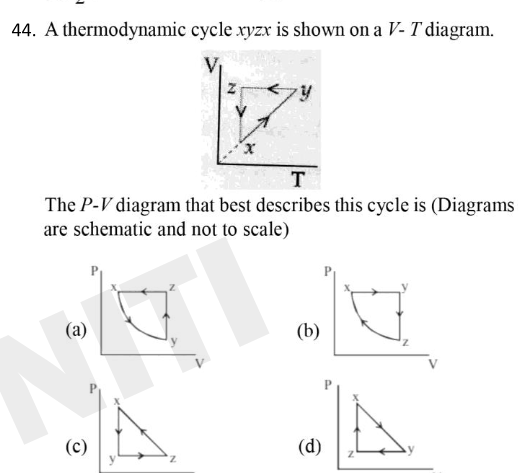 44. A thermodynamic cycle xyzx is shown on a V- T diagram.
V
z y
x
T
The P-V diagram that best describes this cycle is (Diagrams
are schematic and not to scale)
NITI
(a) P x z y V
(b) P x y z V
(c) P x y z
(d) P x z y